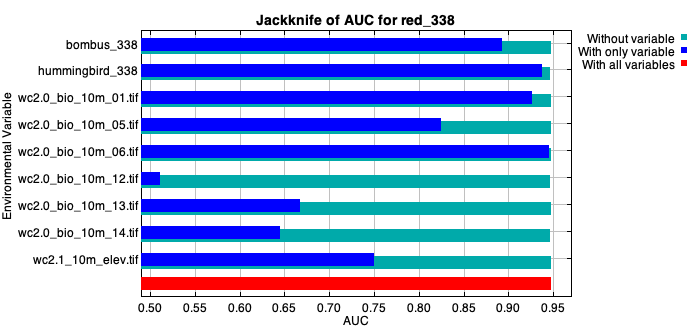 Jackknife of AUC for red_338
Without variable
With only variable
With all variables
Environmental Variable
bombus_338
hummingbird_338
wc2.0_bio_10m_01.tif
wc2.0_bio_10m_05.tif
wc2.0_bio_10m_06.tif
wc2.0_bio_10m_12.tif
wc2.0_bio_10m_13.tif
wc2.0_bio_10m_14.tif
wc2.1_10m_elev.tif
0.50 0.55 0.60 0.65 0.70 0.75 0.80 0.85 0.90 0.95
AUC